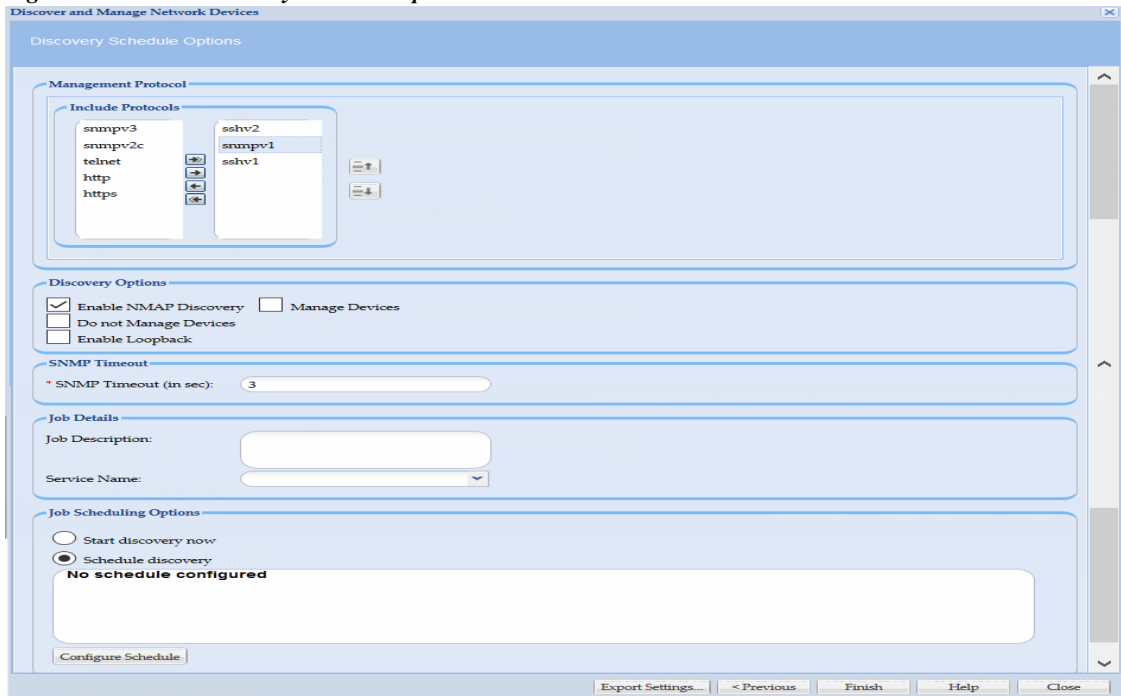 Discover and Manage Network Devices
Discovery Schedule Options
Management Protocol
Include Protocols
snmpv3
snmpv2c
telnet
http
https
sshv2
snmpv1
sshv1
Discovery Options
Enable NMAP Discovery
Manage Devices
Do not Manage Devices
Enable Loopback
SNMP Timeout
* SNMP Timeout (in sec): 3
Job Details
Job Description:
Service Name:
Job Scheduling Options
Start discovery now
Schedule discovery
No schedule configured
Configure Schedule
Export Settings... < Previous Finish Help Close